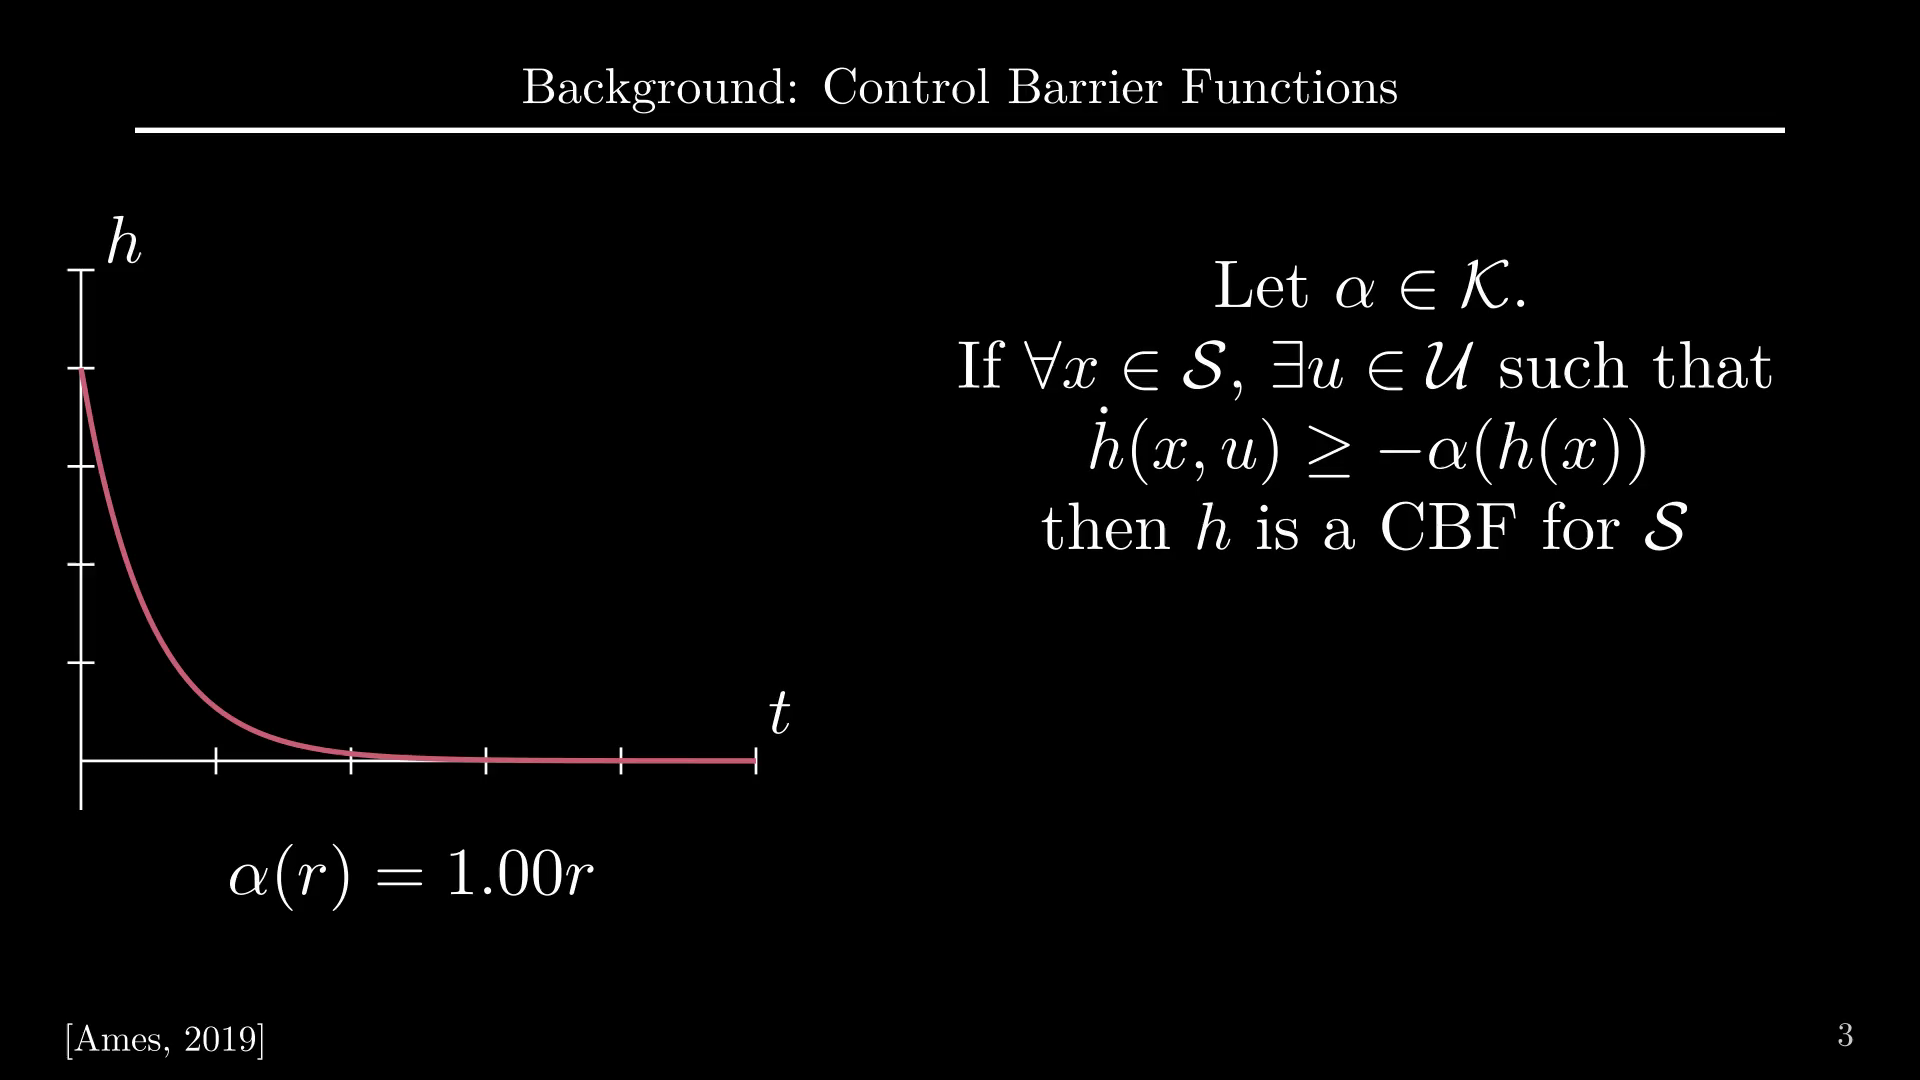 Background: Control Barrier Functions
h
t
α(r) = 1.00r
Let α ∈ 𝒦.
If ∀x ∈ 𝒮, ∃u ∈ 𝒰 such that
ḣ(x, u) ≥ −α(h(x))
then h is a CBF for 𝒮
[Ames, 2019]
3